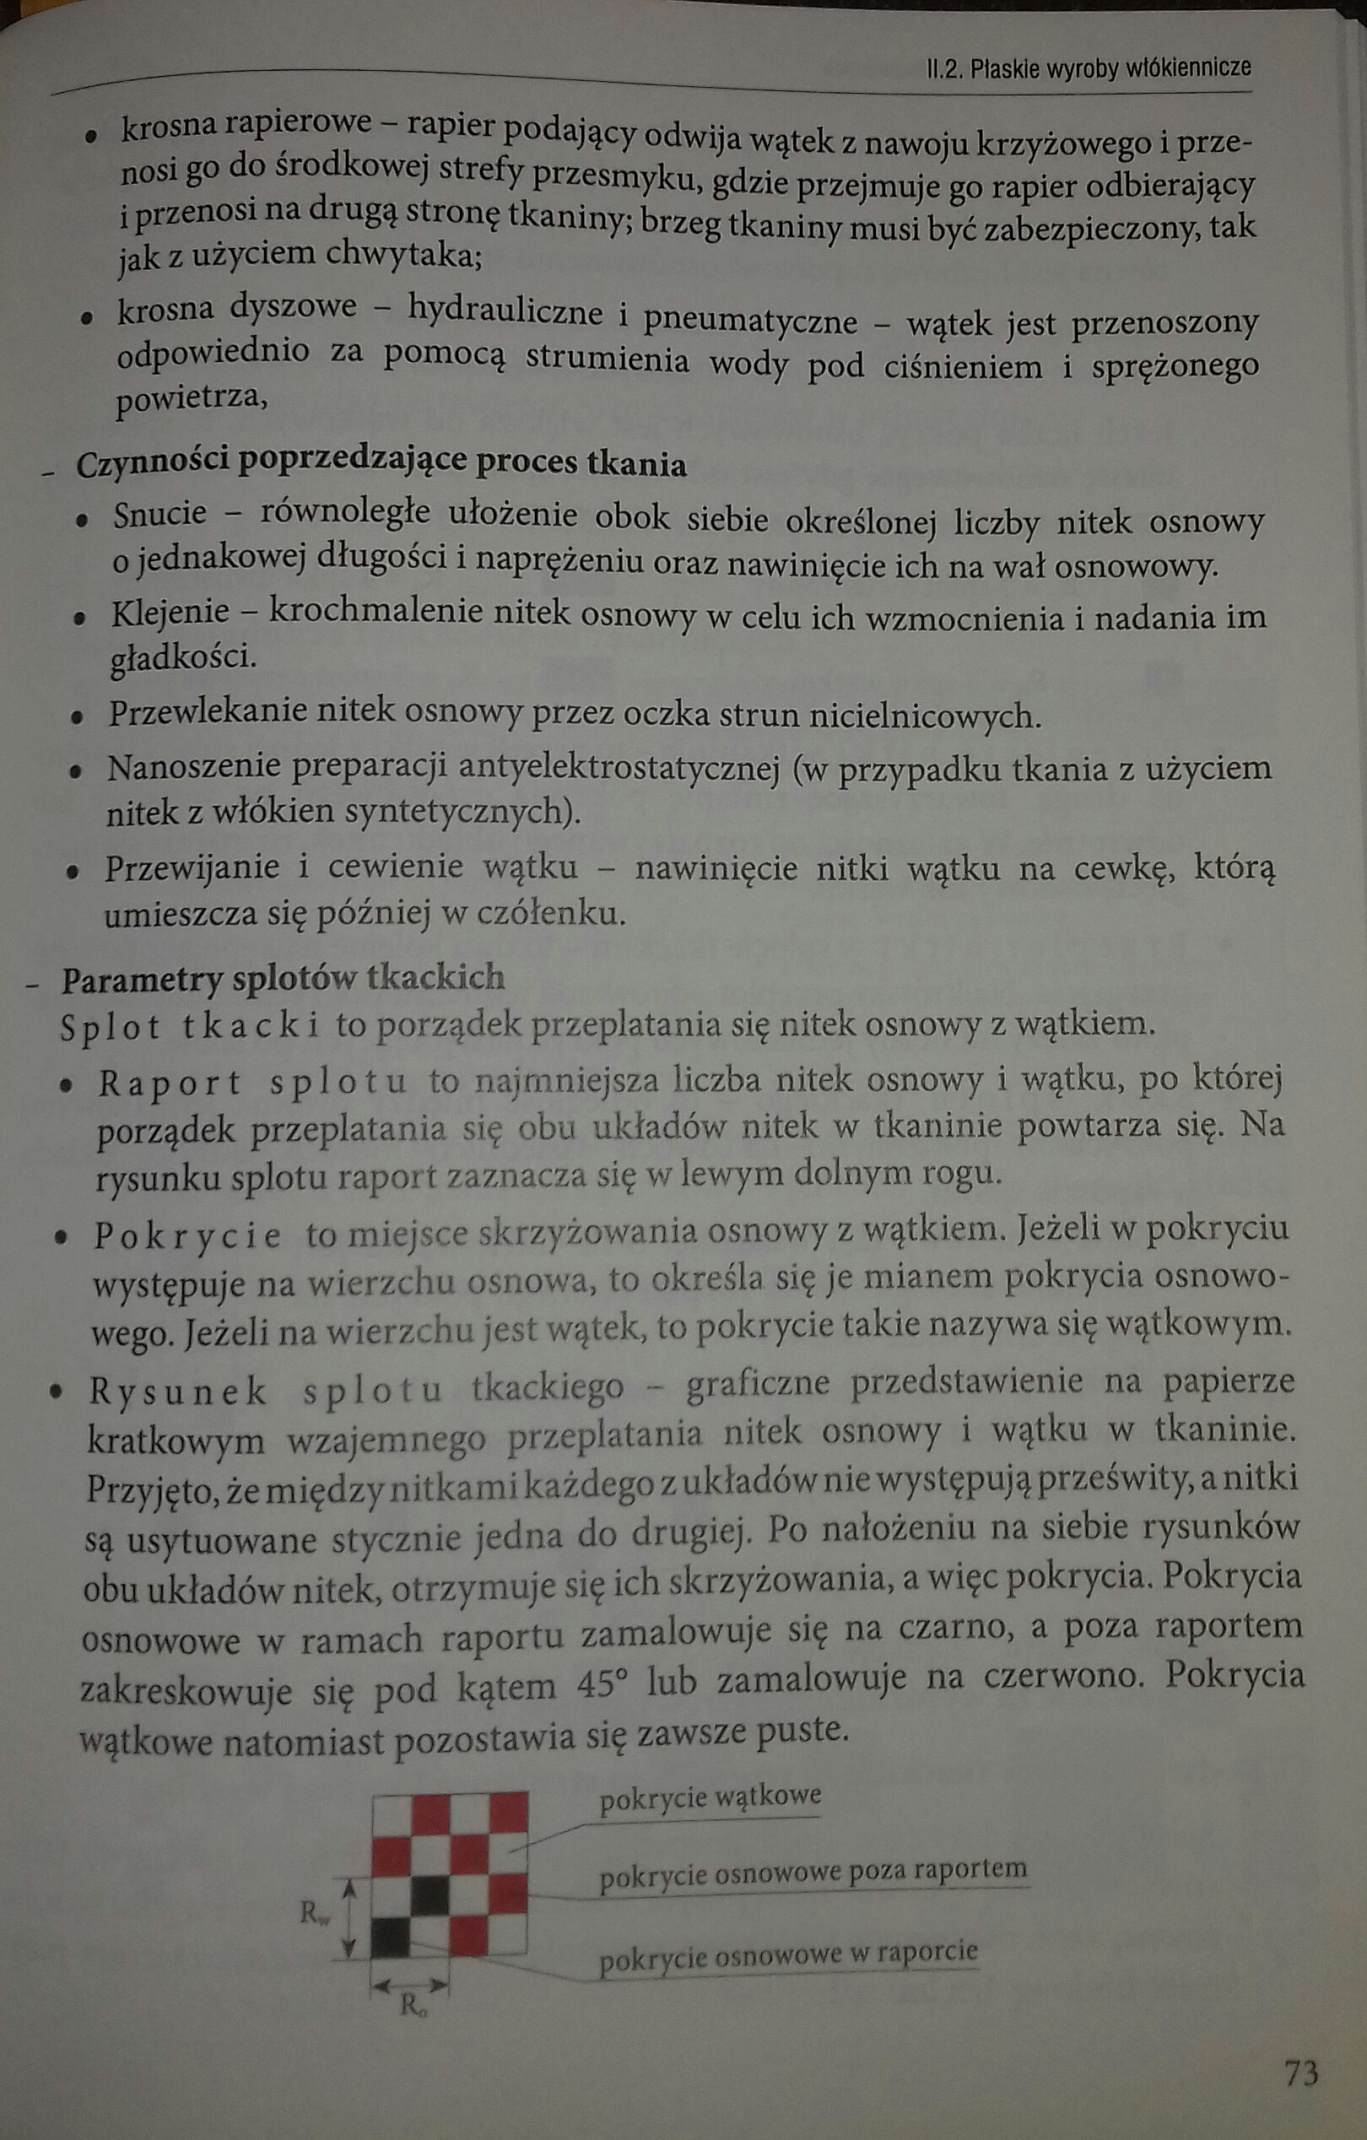 II.2. Płaskie wyroby włókiennicze
• krosna rapierowe – rapier podający odwija wątek z nawoju krzyżowego i prze-
nosi go do środkowej strefy przesmyku, gdzie przejmuje go rapier odbierający
i przenosi na drugą stronę tkaniny; brzeg tkaniny musi być zabezpieczony, tak
jak z użyciem chwytaka;
• krosna dyszowe – hydrauliczne i pneumatyczne – wątek jest przenoszony
odpowiednio za pomocą strumienia wody pod ciśnieniem i sprężonego
powietrza,
– Czynności poprzedzające proces tkania
• Snucie – równoległe ułożenie obok siebie określonej liczby nitek osnowy
o jednakowej długości i naprężeniu oraz nawinięcie ich na wał osnowowy.
• Klejenie – krochmalenie nitek osnowy w celu ich wzmocnienia i nadania im
gładkości.
• Przewlekanie nitek osnowy przez oczka strun nicielnicowych.
• Nanoszenie preparacji antyelektrostatycznej (w przypadku tkania z użyciem
nitek z włókien syntetycznych).
• Przewijanie i cewienie wątku – nawinięcie nitki wątku na cewkę, którą
umieszcza się później w czółenku.
– Parametry splotów tkackich
Splot tkacki to porządek przeplatania się nitek osnowy z wątkiem.
• Raport splotu to najmniejsza liczba nitek osnowy i wątku, po której
porządek przeplatania się obu układów nitek w tkaninie powtarza się. Na
rysunku splotu raport zaznacza się w lewym dolnym rogu.
• Pokrycie to miejsce skrzyżowania osnowy z wątkiem. Jeżeli w pokryciu
występuje na wierzchu osnowa, to określa się je mianem pokrycia osnowo-
wego. Jeżeli na wierzchu jest wątek, to pokrycie takie nazywa się wątkowym.
• Rysunek splotu tkackiego – graficzne przedstawienie na papierze
kratkowym wzajemnego przeplatania nitek osnowy i wątku w tkaninie.
Przyjęto, że między nitkami każdego z układów nie występują prześwity, a nitki
są usytuowane stycznie jedna do drugiej. Po nałożeniu na siebie rysunków
obu układów nitek, otrzymuje się ich skrzyżowania, a więc pokrycia. Pokrycia
osnowowe w ramach raportu zamalowuje się na czarno, a poza raportem
zakreskowuje się pod kątem 45° lub zamalowuje na czerwono. Pokrycia
wątkowe natomiast pozostawia się zawsze puste.
pokrycie wątkowe
pokrycie osnowowe poza raportem
Rw
pokrycie osnowowe w raporcie
Ro
73